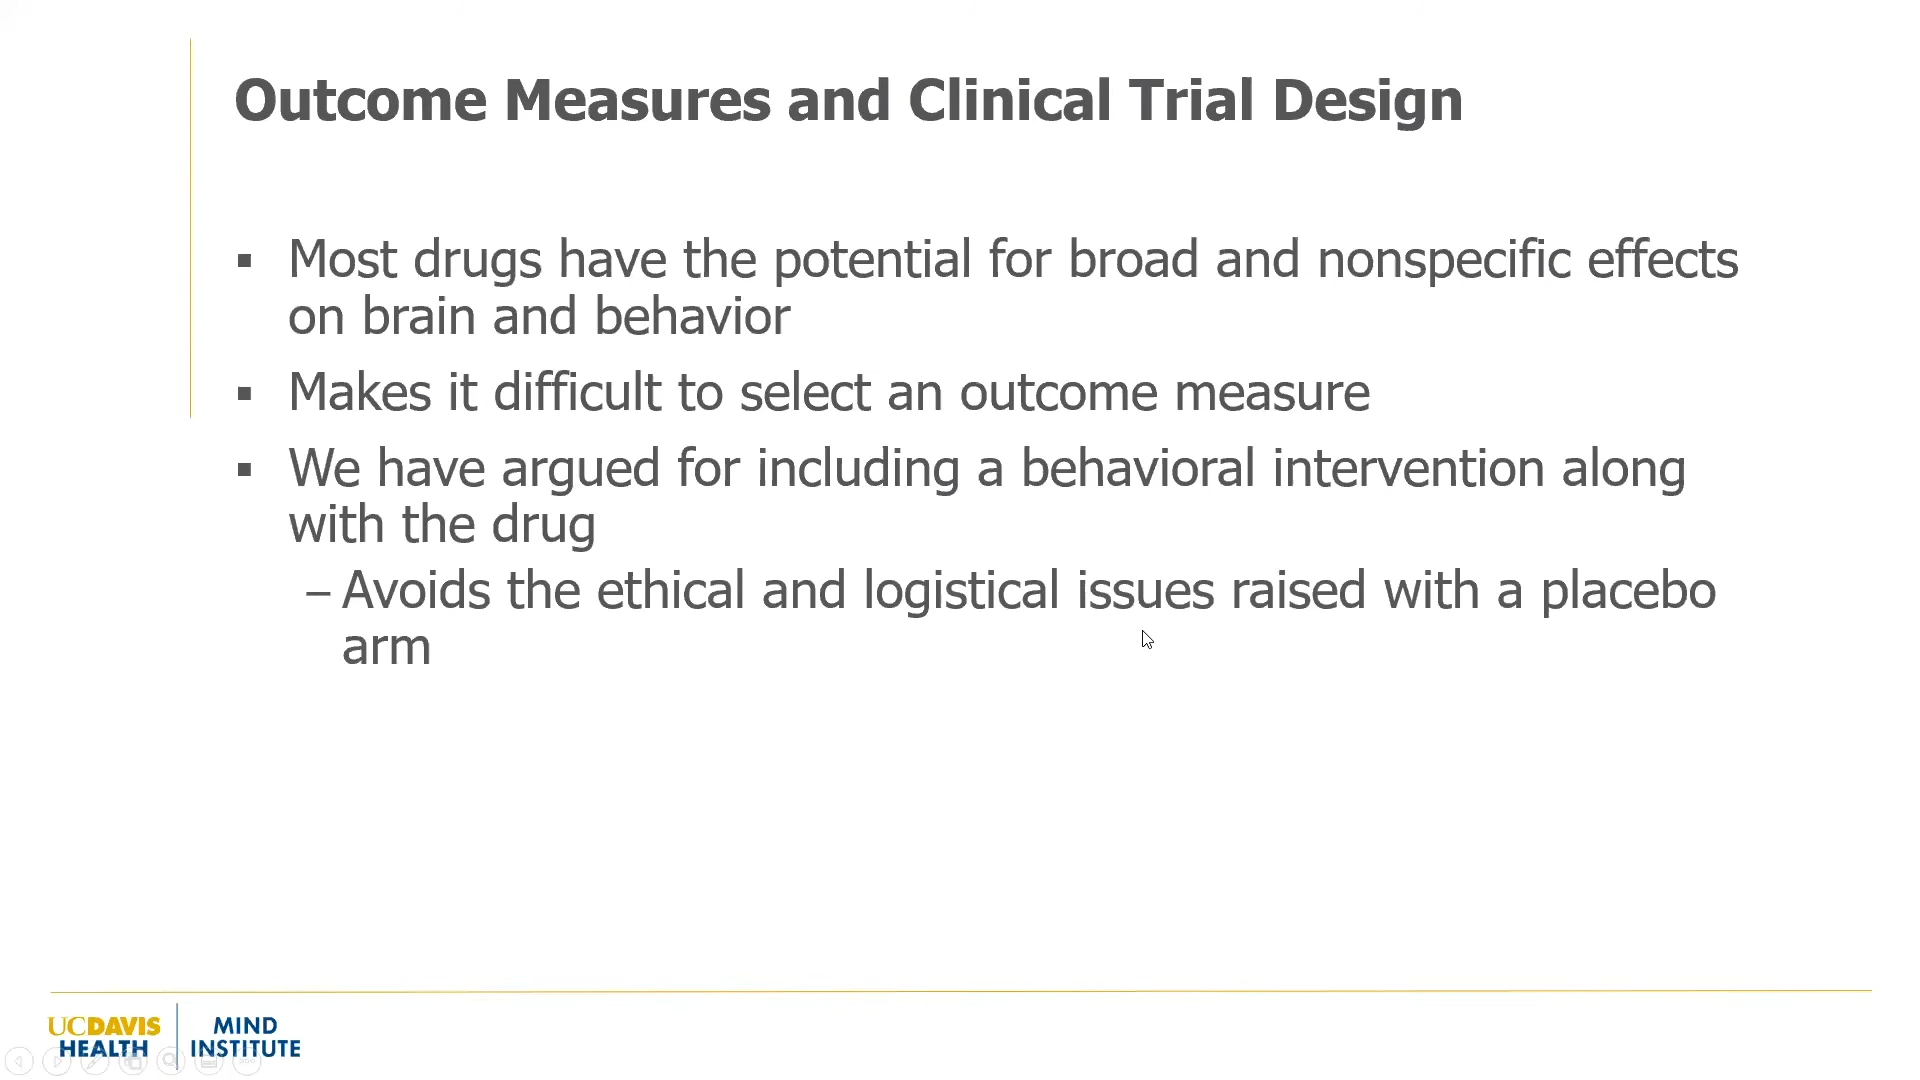 Outcome Measures and Clinical Trial Design
▪ Most drugs have the potential for broad and nonspecific effects
on brain and behavior
▪ Makes it difficult to select an outcome measure
▪ We have argued for including a behavioral intervention along
with the drug
– Avoids the ethical and logistical issues raised with a placebo
arm
UCDAVIS
HEALTH
MIND
INSTITUTE